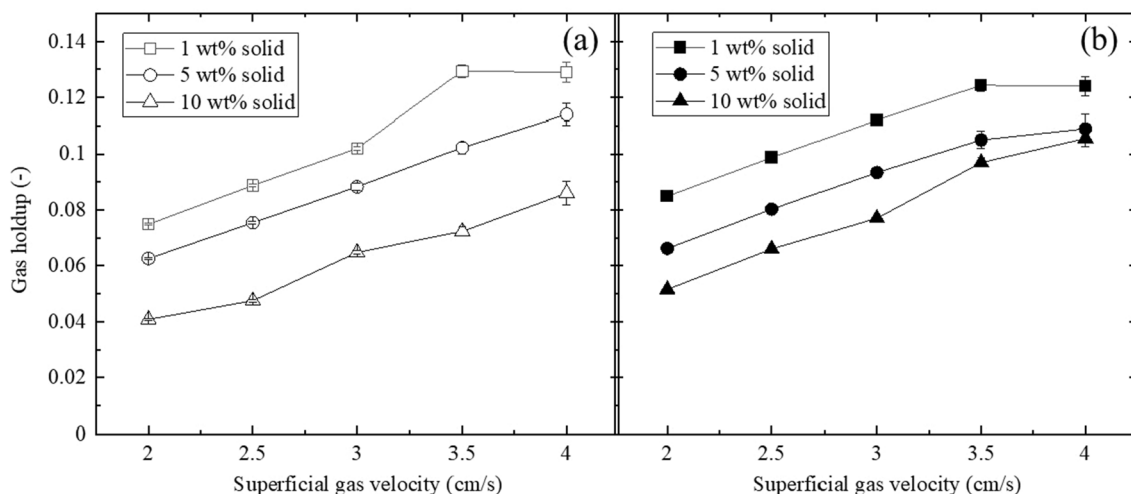 0.14
0.12
0.1
0.08
0.06
0.04
0.02
0
Gas holdup (-)
1 wt% solid
5 wt% solid
10 wt% solid
(a)
2 2.5 3 3.5 4
Superficial gas velocity (cm/s)
1 wt% solid
5 wt% solid
10 wt% solid
(b)
2 2.5 3 3.5 4
Superficial gas velocity (cm/s)